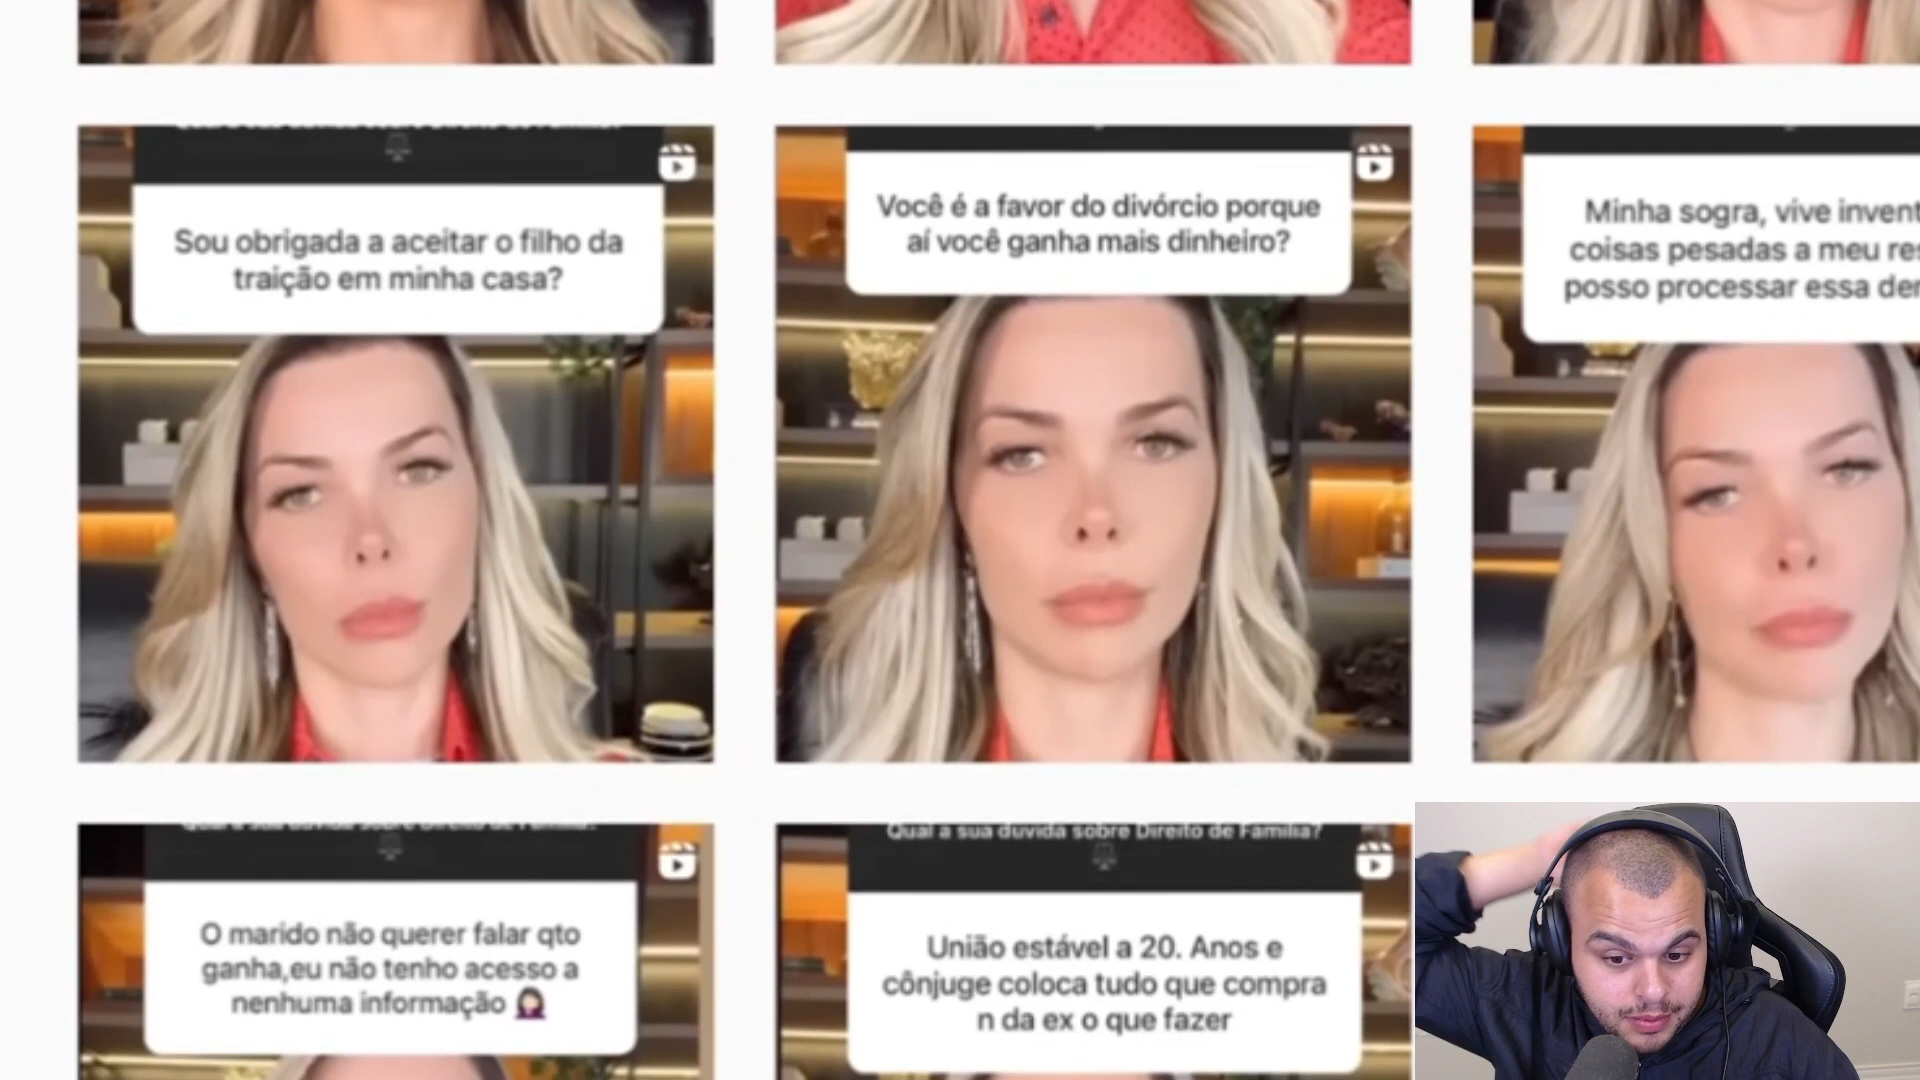 Sou obrigada a aceitar o filho da
traição em minha casa?
Você é a favor do divórcio porque
aí você ganha mais dinheiro?
Minha sogra, vive
coisas pesadas a meu
posso processar essa
O marido não querer falar qto
ganha,eu não tenho acesso a
nenhuma informação
Qual a sua dúvida sobre Direito de Família?
União estável a 20. Anos e
cônjuge coloca tudo que compra
n da ex o que fazer